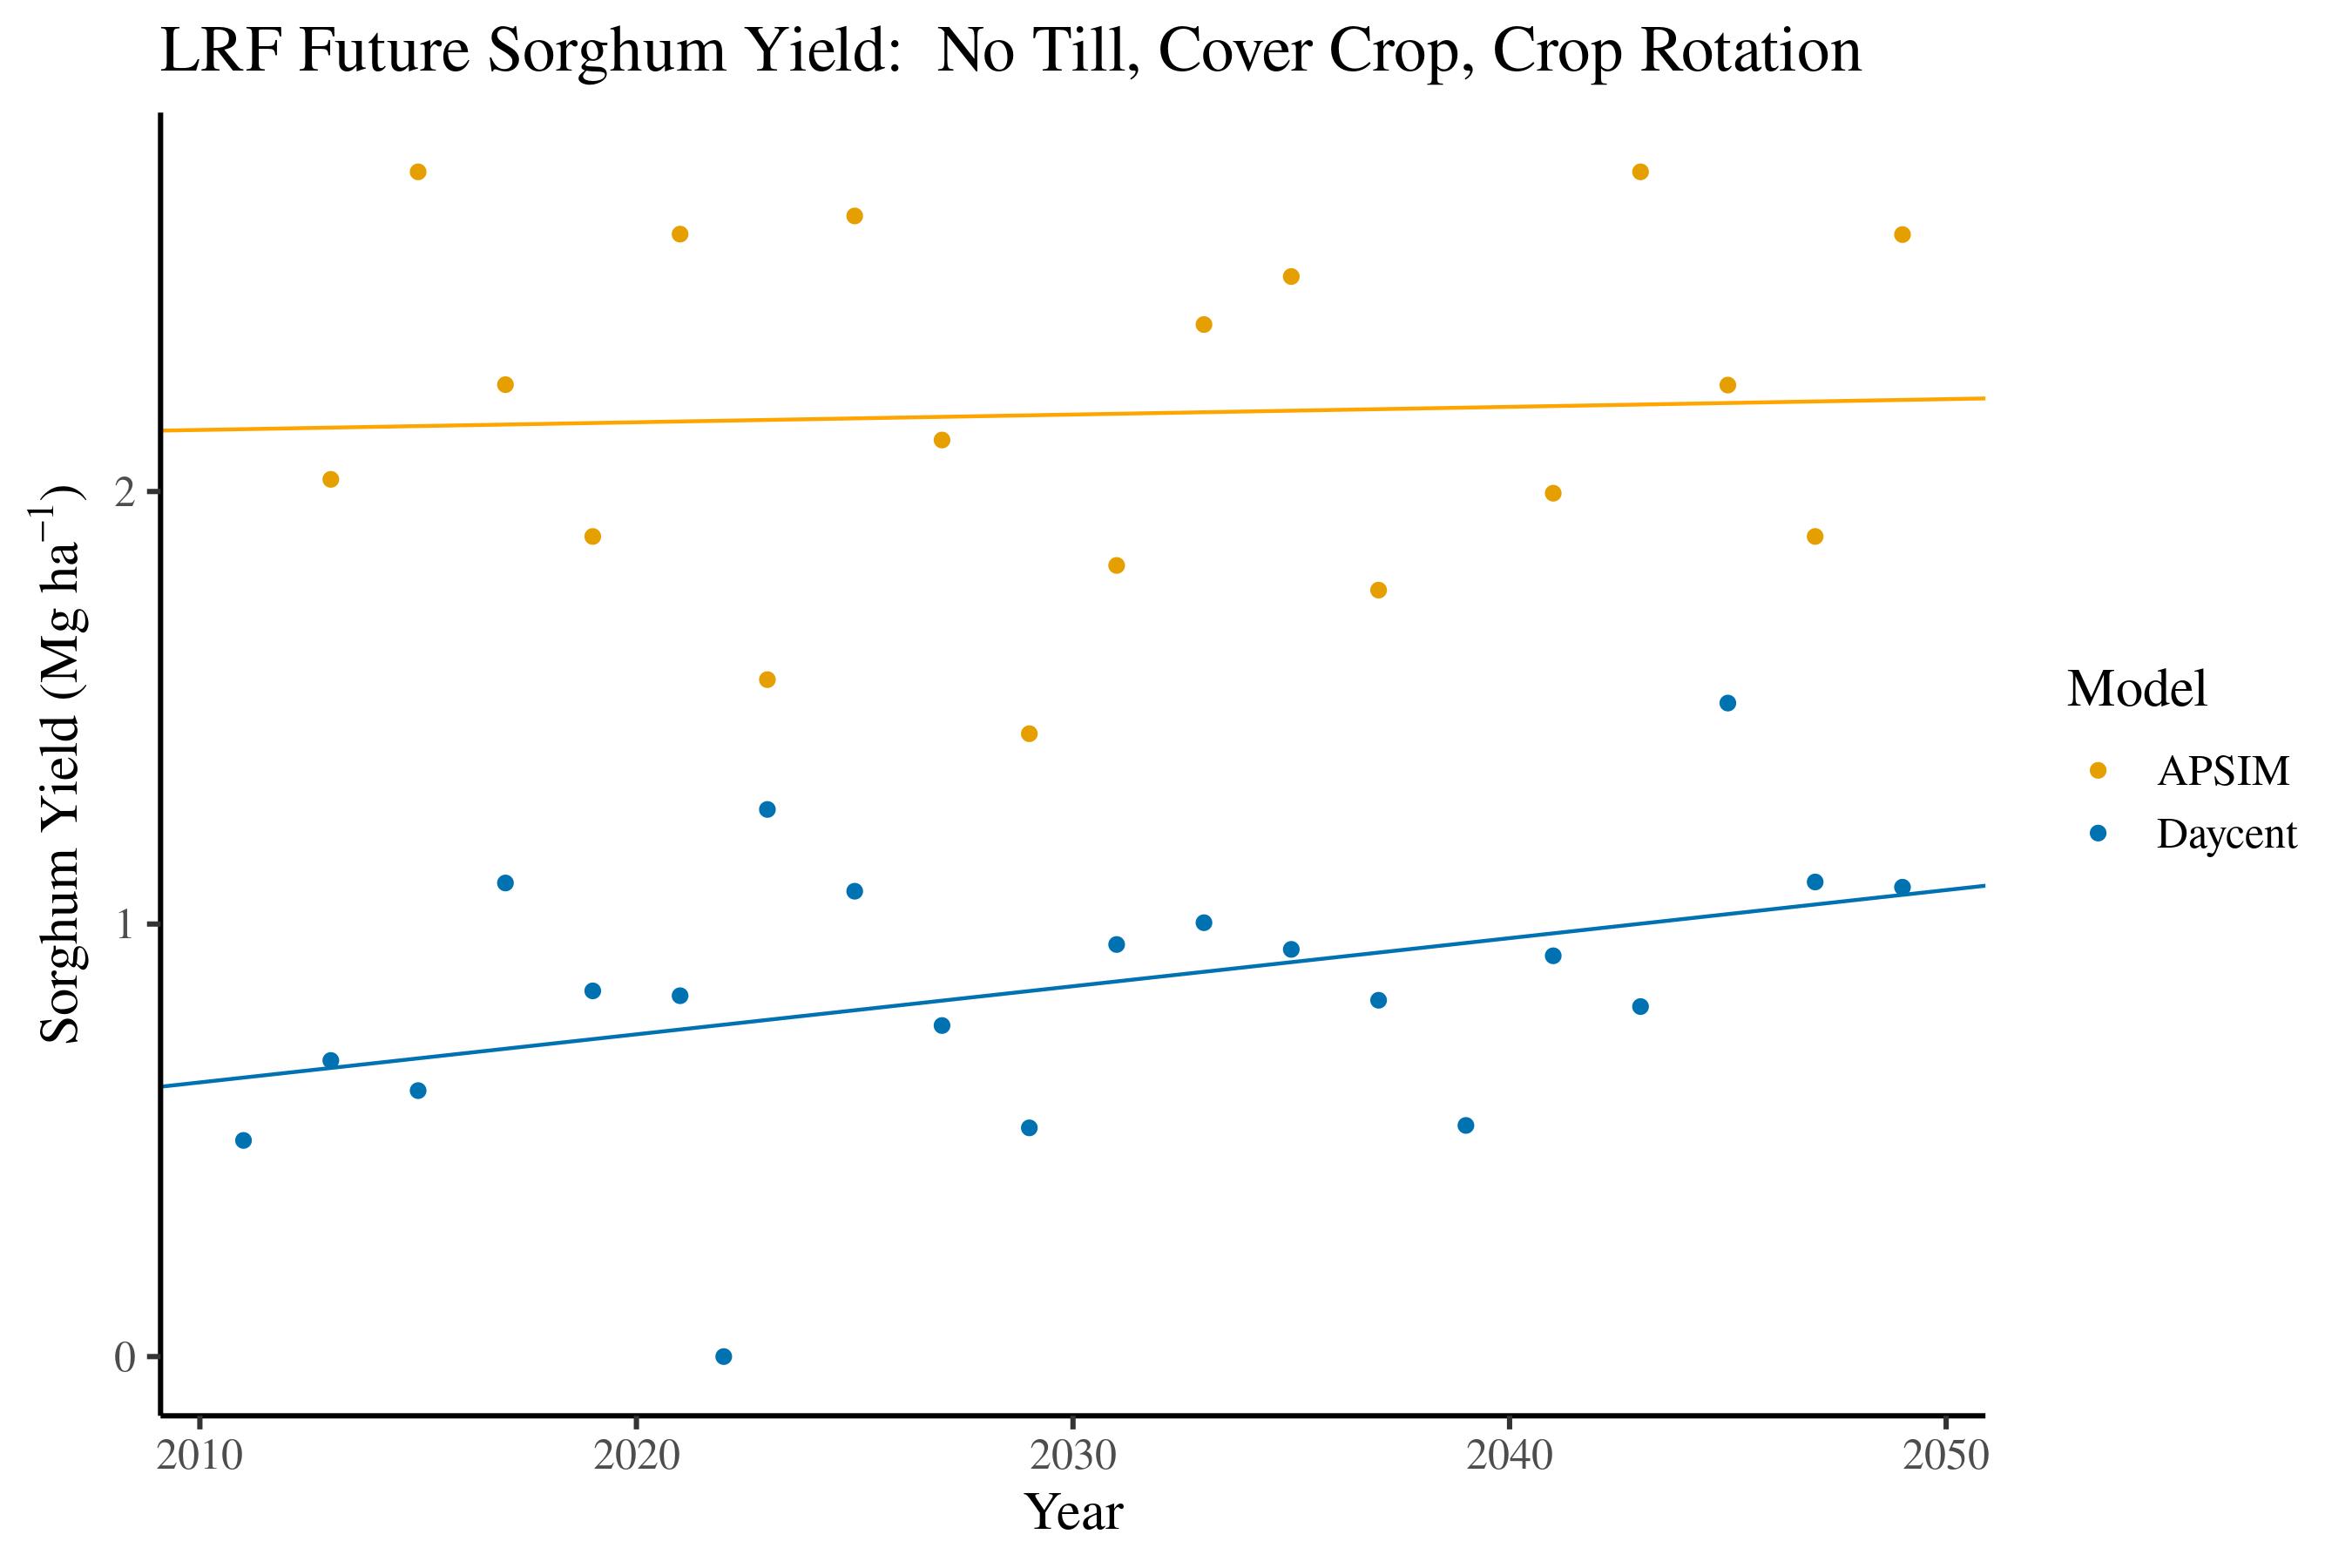 LRF Future Sorghum Yield:  No Till, Cover Crop, Crop Rotation
Sorghum Yield (Mg ha⁻¹)
2
1
0
2010 2020 2030 2040 2050
Year
Model
APSIM
Daycent